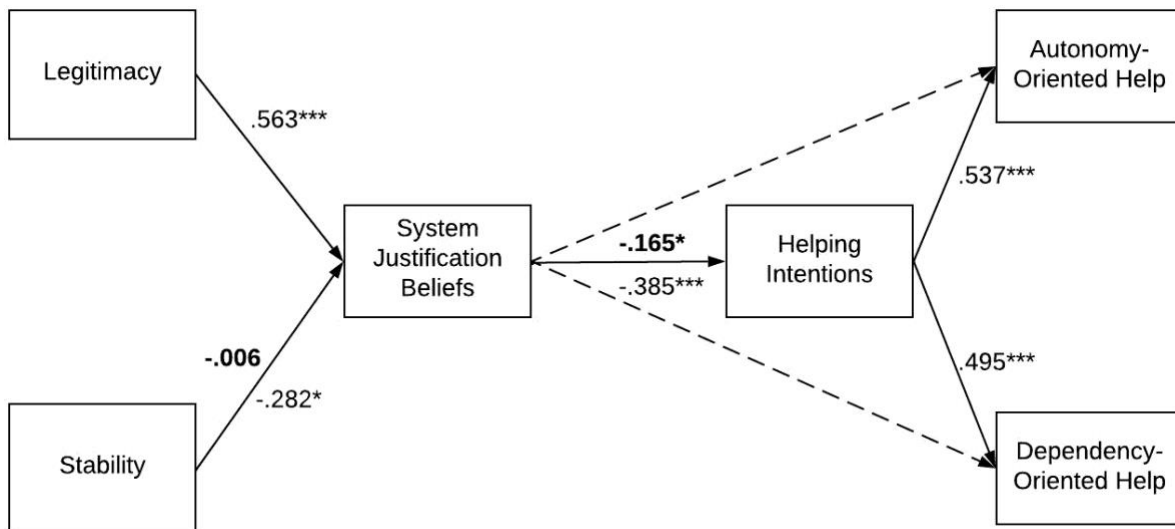 Legitimacy
Autonomy-
Oriented Help
.563***
.537***
System
Justification
Beliefs
-.165*
-.385***
Helping
Intentions
-.006
-.282*
.495***
Stability
Dependency-
Oriented Help